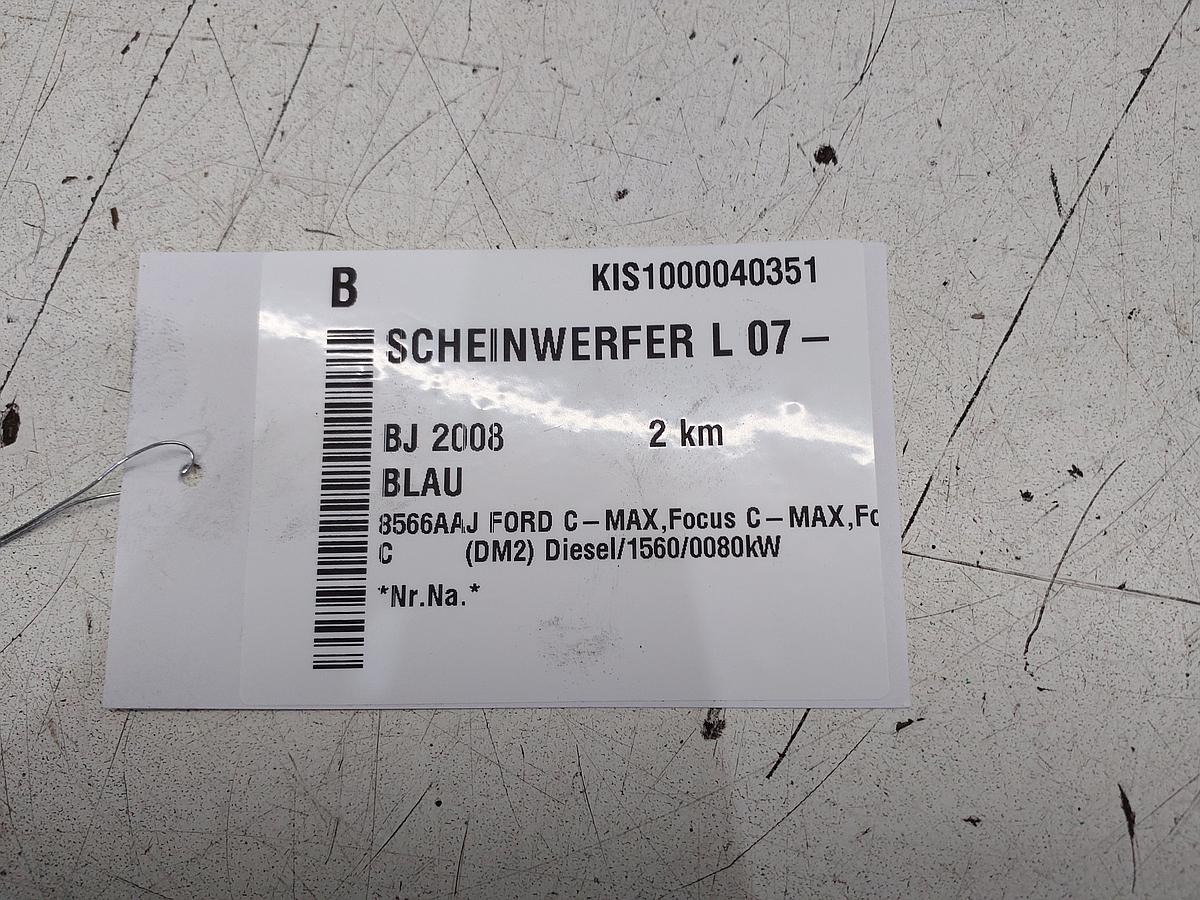 B KIS1000040351
SCHEINWERFER L 07–
BJ 2008 2 km
BLAU
8566AAJ FORD C–MAX,Focus C–MAX,Fo
C (DM2) Diesel/1560/0080kW
*Nr.Na.*